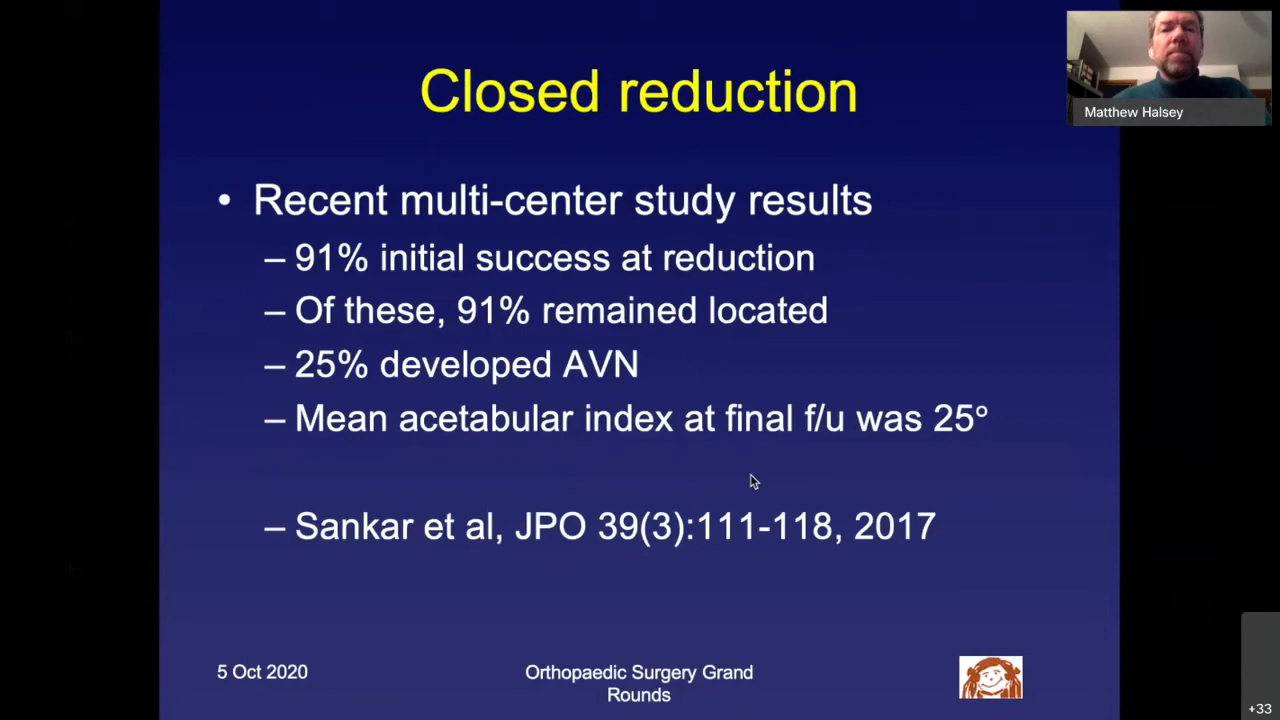 Closed reduction
Matthew Halsey
• Recent multi-center study results
– 91% initial success at reduction
– Of these, 91% remained located
– 25% developed AVN
– Mean acetabular index at final f/u was 25º
– Sankar et al, JPO 39(3):111-118, 2017
5 Oct 2020
Orthopaedic Surgery Grand
Rounds
+33